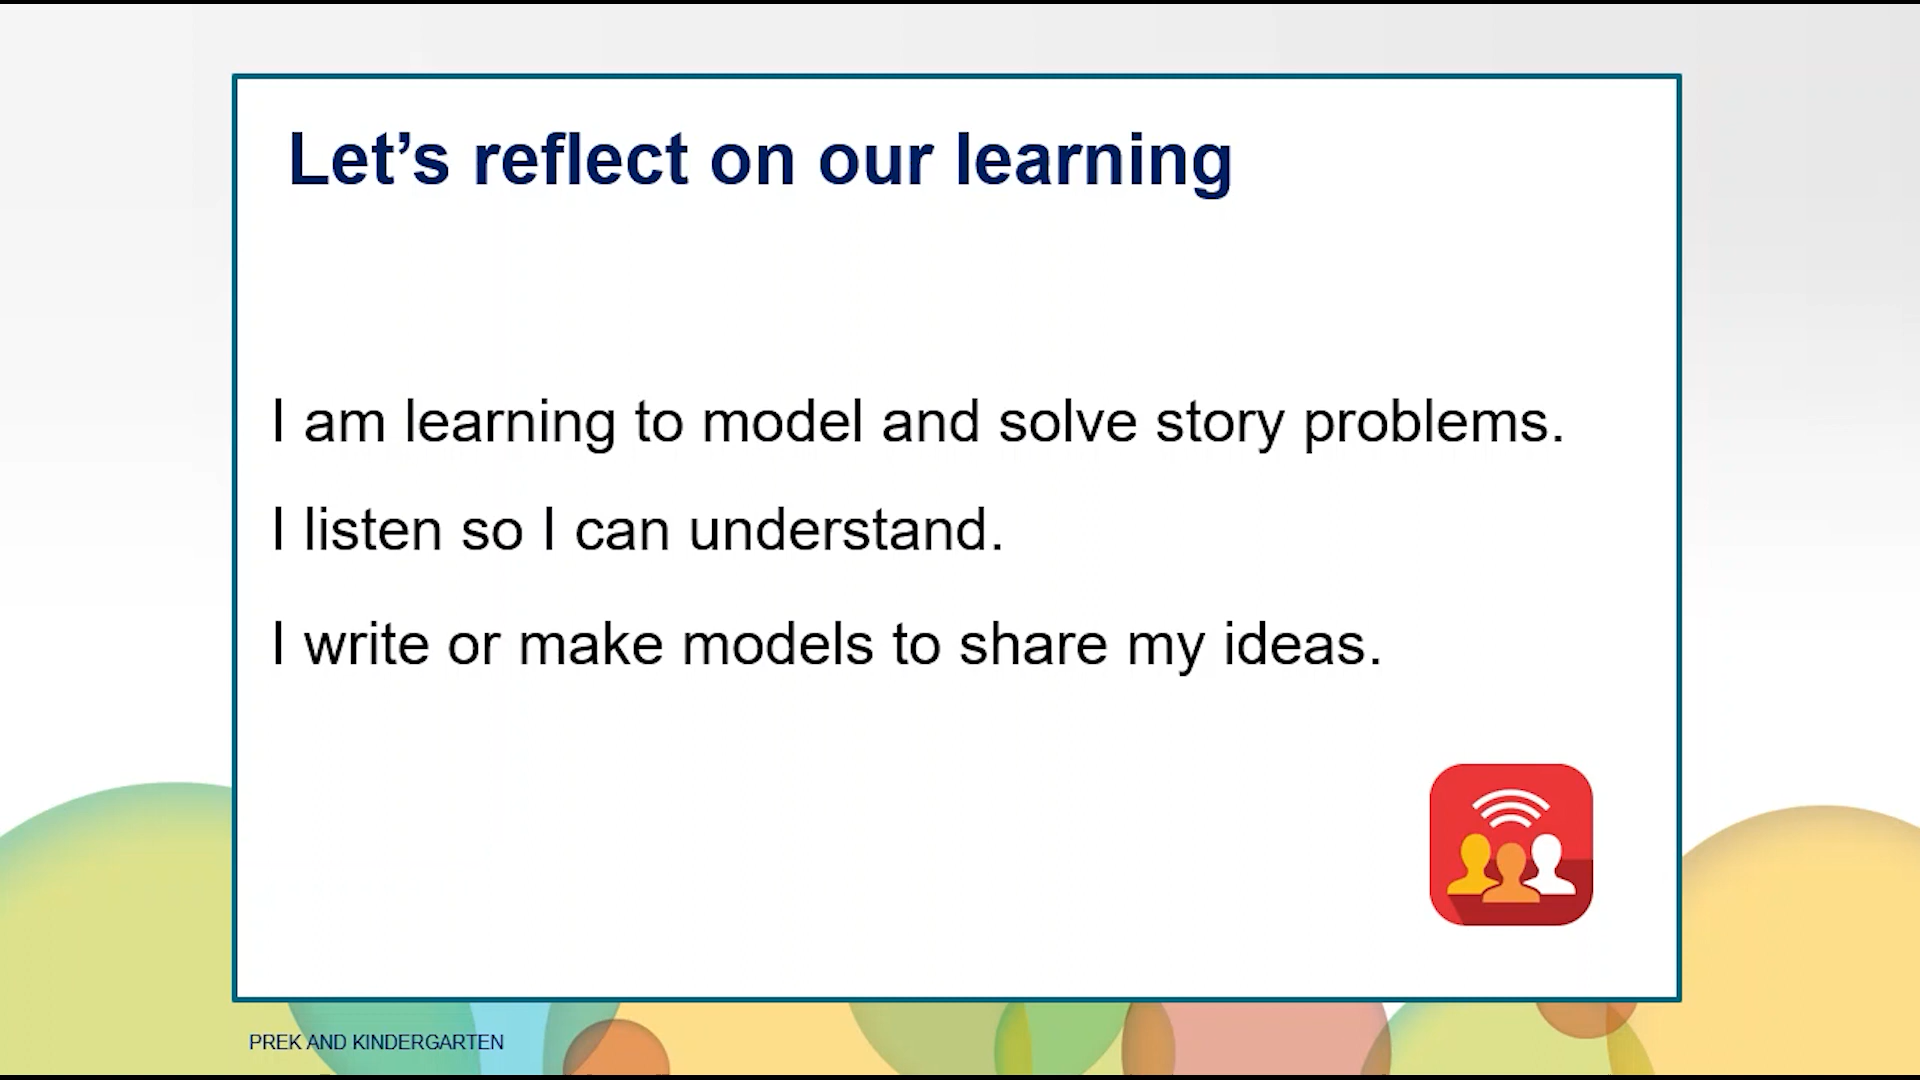 Let’s reflect on our learning
I am learning to model and solve story problems.
I listen so I can understand.
I write or make models to share my ideas.
PREK AND KINDERGARTEN